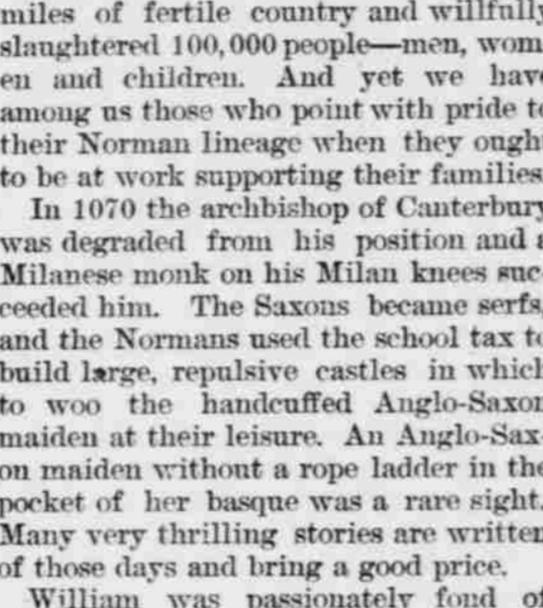 miles of fertile country and willfully
slaughtered 100,000 people—men, wom
en and children. And yet we have
among us those who point with pride to
their Norman lineage when they ought
to be at work supporting their families
In 1070 the archbishop of Canterbury
was degraded from his position and a
Milanese monk on his Milan knees suc-
ceeded him. The Saxons became serfs,
and the Normans used the school tax to
build large, repulsive castles in which
to woo the handcuffed Anglo-Saxon
maiden at their leisure. An Anglo-Sax-
on maiden without a rope ladder in the
pocket of her basque was a rare sight.
Many very thrilling stories are written
of those days and bring a good price.
William was passionately fond of